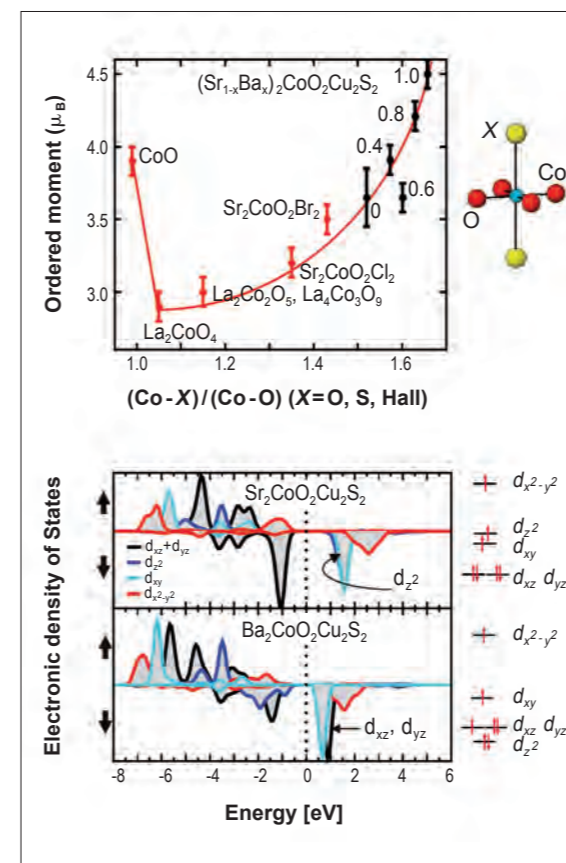 4.5
4.0
3.5
3.0
Ordered moment (μB)
(Sr1-xBax)2CoO2Cu2S2
1.0
0.8
0.4
0.6
0
CoO
Sr2CoO2Br2
Sr2CoO2Cl2
La2Co2O5, La4Co3O9
La2CoO4
1.0 1.2 1.4 1.6
(Co-X)/(Co-O) (X=O, S, Hall)
X
Co
O
Electronic density of States
Sr2CoO2Cu2S2
dxz+dyz
dz2
dxy
dx2-y2
dz2
dx2-y2
dz2
dxy
dxz dyz
Ba2CoO2Cu2S2
dxz, dyz
dx2-y2
dxy
dxz dyz
dz2
-8 -6 -4 -2 0 2 4 6
Energy [eV]